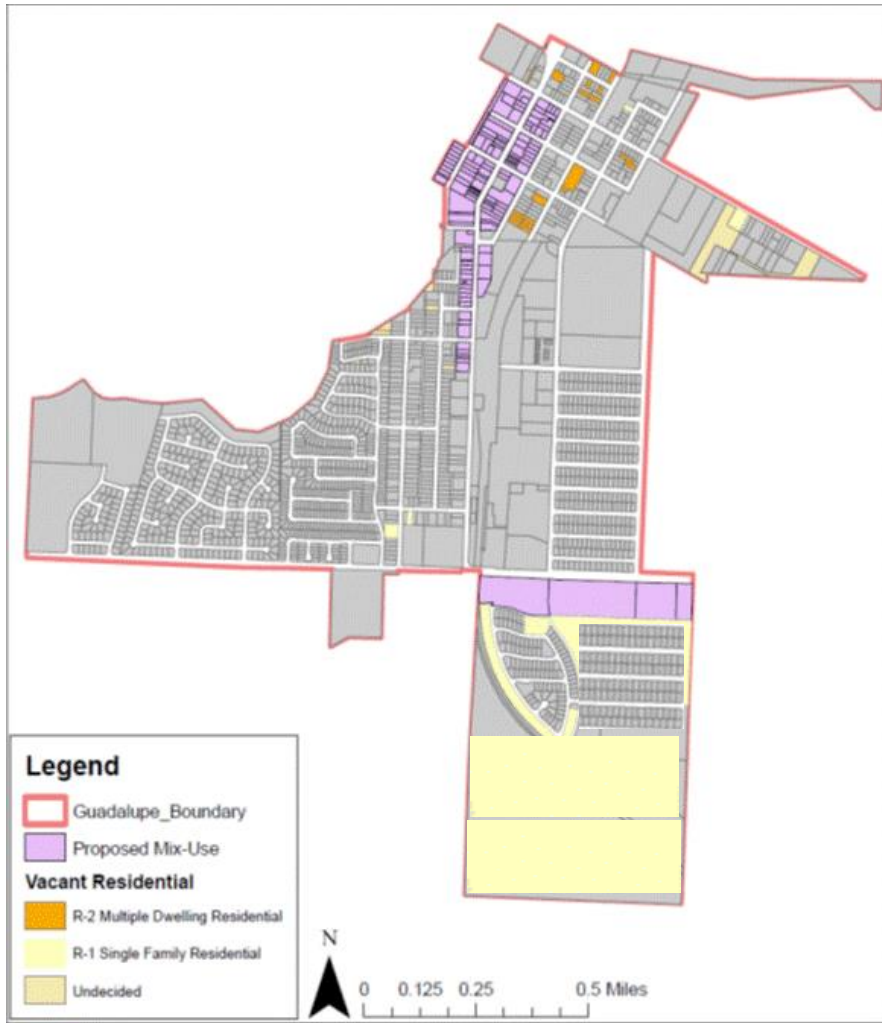 Legend
Guadalupe_Boundary
Proposed Mix-Use
Vacant Residential
R-2 Multiple Dwelling Residential
R-1 Single Family Residential
Undecided
N
0 0.125 0.25 0.5 Miles